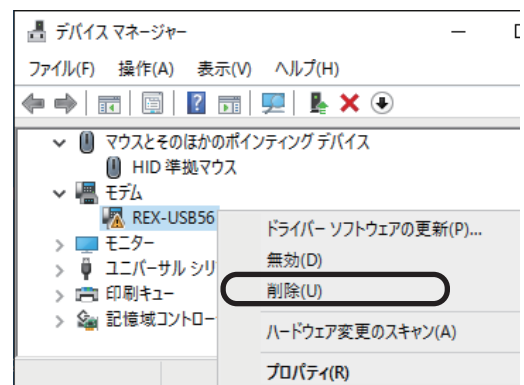 デバイス マネージャー
ファイル(F) 操作(A) 表示(V) ヘルプ(H)
マウスとそのほかのポインティング デバイス
HID 準拠マウス
モデム
REX-USB56
モニター
ユニバーサル シリ
印刷キュー
記憶域コントロー
ドライバー ソフトウェアの更新(P)...
無効(D)
削除(U)
ハードウェア変更のスキャン(A)
プロパティ(R)